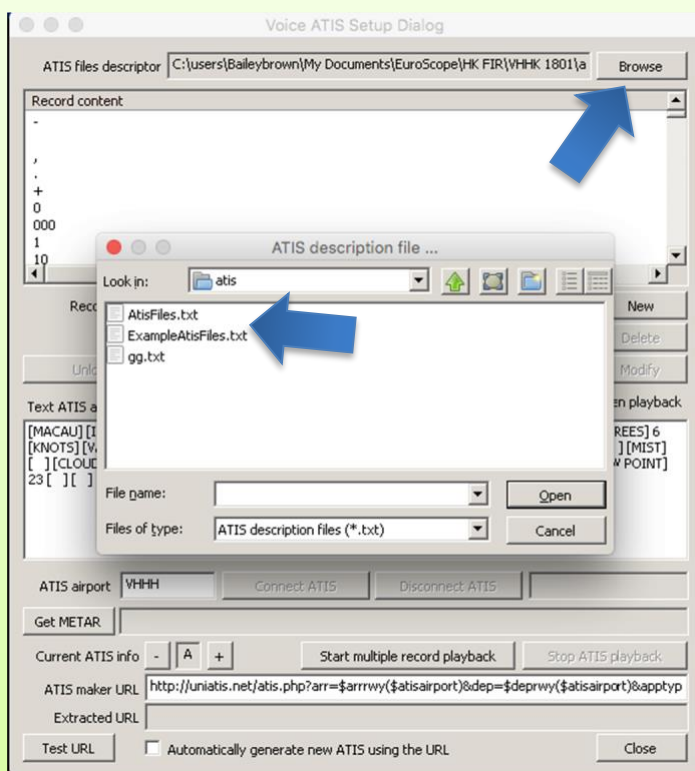 Voice ATIS Setup Dialog
ATIS files descriptor C:\users\Baileybrown\My Documents\EuroScope\HK FIR\VHHK 1801\a Browse
Record content
-
,
.
+
0
000
1
10
ATIS description file ...
Look in: atis
AtisFiles.txt
ExampleAtisFiles.txt
gg.txt
File name: Open
Files of type: ATIS description files (*.txt) Cancel
New
Delete
Modify
Text ATIS
playback
[MACAU] 6
[KNOTS] [MIST]
[ ] POINT]
23[ ][ ]
ATIS airport VHHH Connect ATIS Disconnect ATIS
Get METAR
Current ATIS info - A + Start multiple record playback Stop ATIS playback
ATIS maker URL http://uniatis.net/atis.php?arr=$arrrwy($atisairport)&dep=$deprwy($atisairport)&apptyp
Extracted URL
Test URL Automatically generate new ATIS using the URL Close